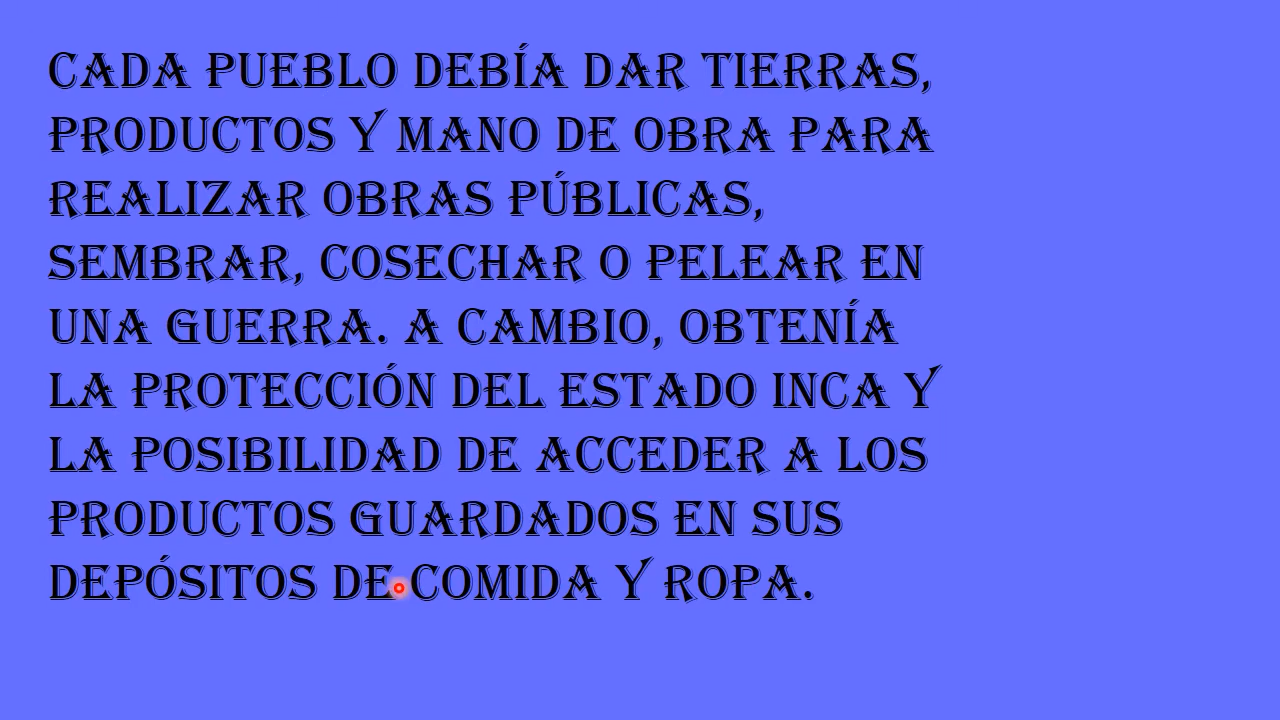 CADA PUEBLO DEBÍA DAR TIERRAS,
PRODUCTOS Y MANO DE OBRA PARA
REALIZAR OBRAS PÚBLICAS,
SEMBRAR, COSECHAR O PELEAR EN
UNA GUERRA. A CAMBIO, OBTENÍA
LA PROTECCIÓN DEL ESTADO INCA Y
LA POSIBILIDAD DE ACCEDER A LOS
PRODUCTOS GUARDADOS EN SUS
DEPÓSITOS DE COMIDA Y ROPA.